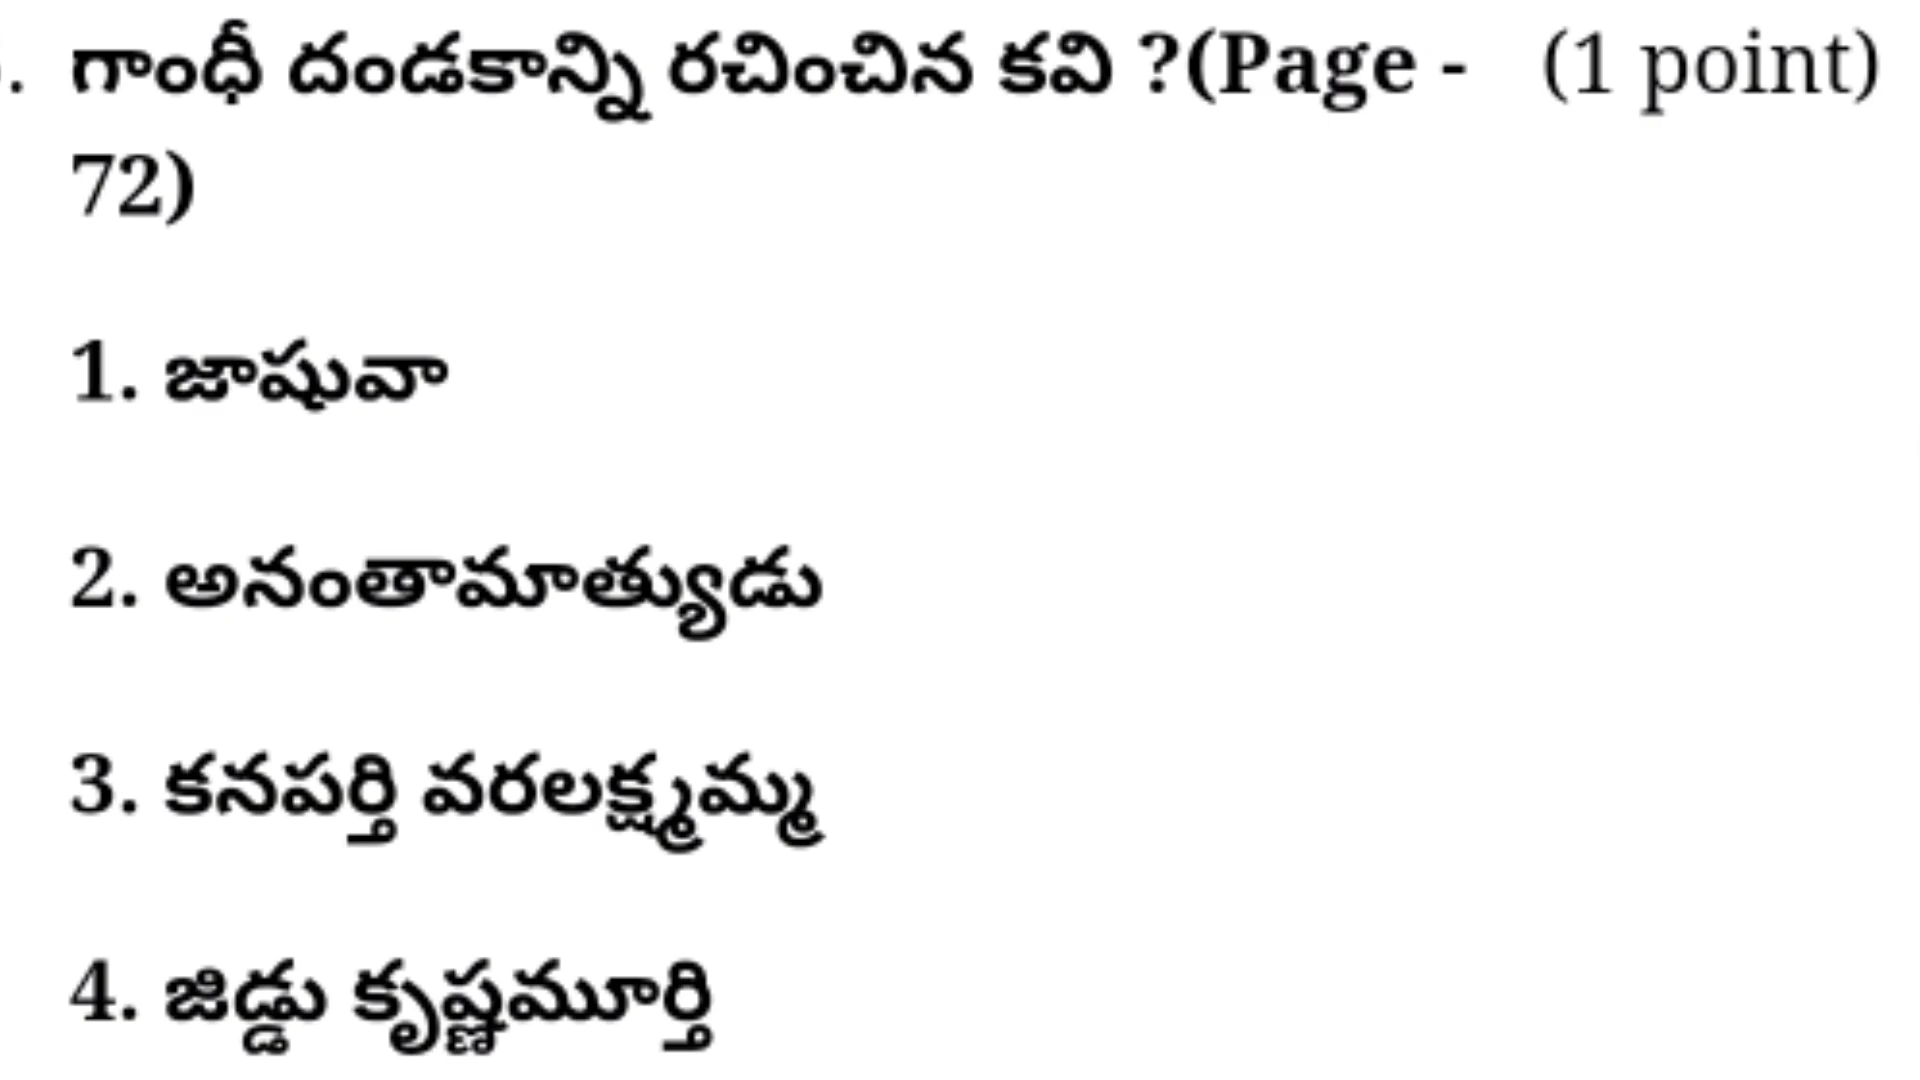 . గాంధీ దండకాన్ని రచించిన కవి ?(Page - (1 point)
72)
1. జాషువా
2. అనంతామాత్యుడు
3. కనపర్తి వరలక్ష్మమ్మ
4. జిడ్డు కృష్ణమూర్తి